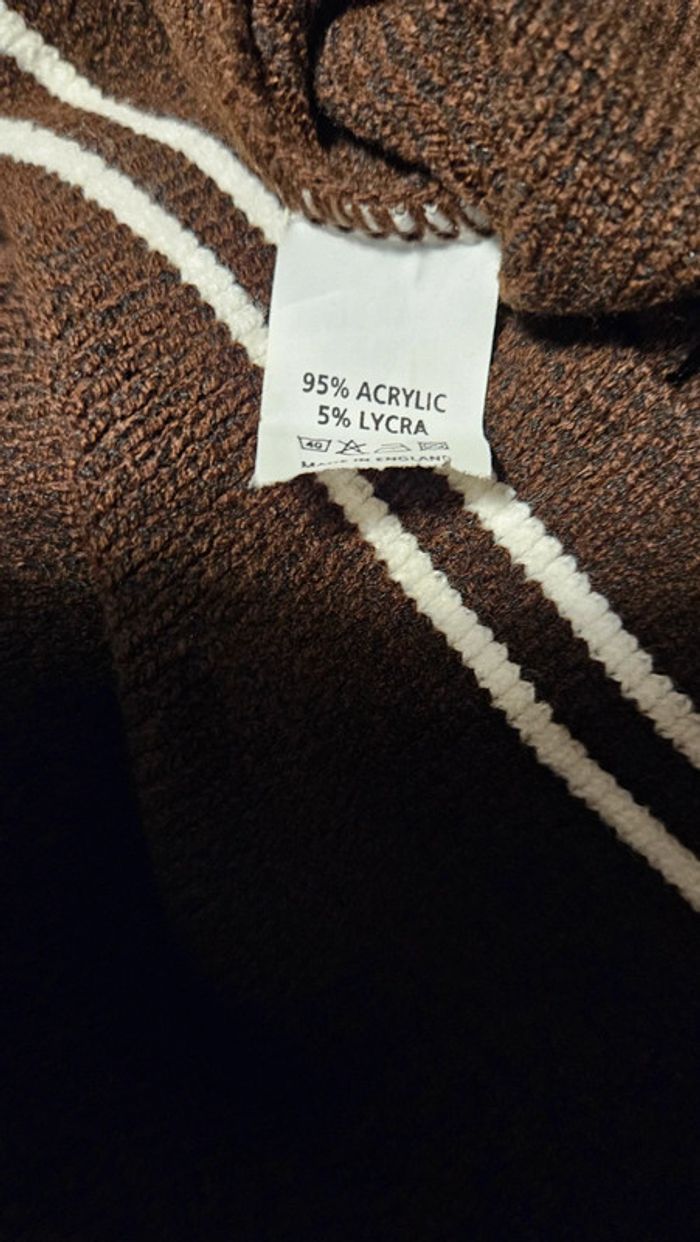 95% ACRYLIC
5% LYCRA
40
MADE IN ENGLAND